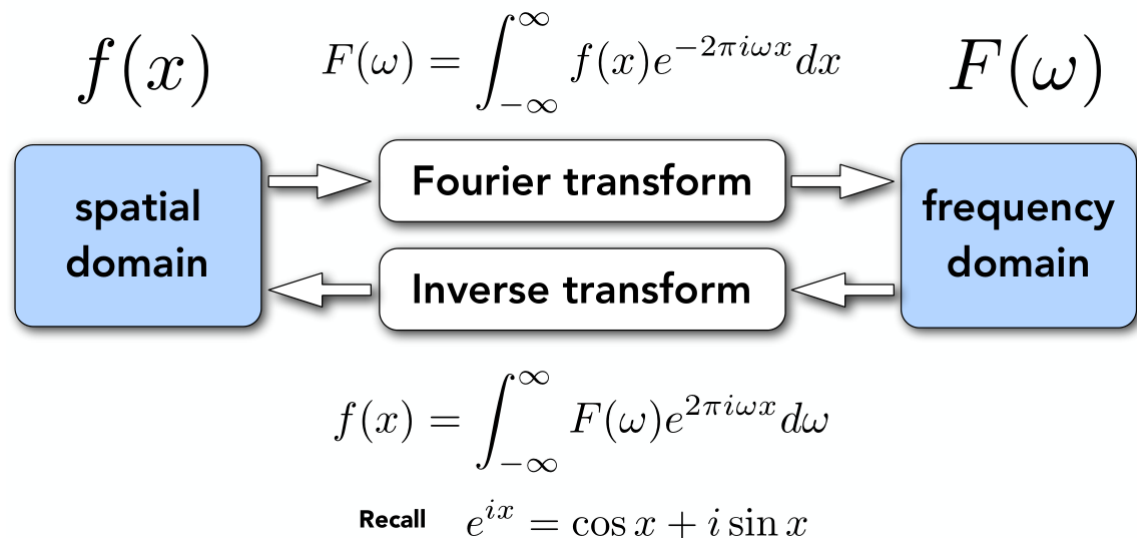 f(x)
F(ω) = ∫_{-∞}^{∞} f(x)e^{-2πiωx}dx
F(ω)
spatial
domain
Fourier transform
frequency
domain
Inverse transform
f(x) = ∫_{-∞}^{∞} F(ω)e^{2πiωx}dω
Recall e^{ix} = cos x + i sin x